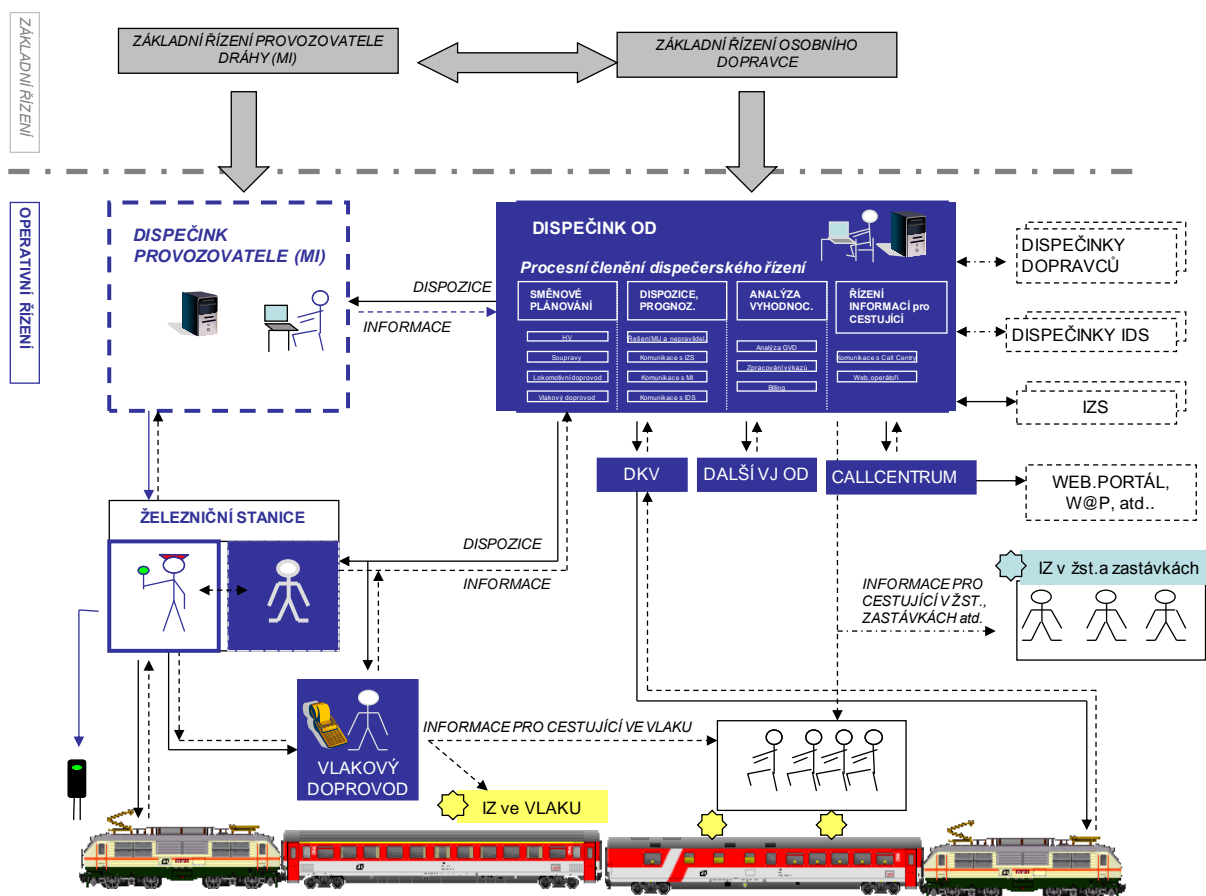 ZÁKLADNÍ ŘÍZENÍ
ZÁKLADNÍ ŘÍZENÍ PROVOZOVATELE
DRÁHY (MI)
ZÁKLADNÍ ŘÍZENÍ OSOBNÍHO
DOPRAVCE
OPERATIVNÍ ŘÍZENÍ
DISPEČINK
PROVOZOVATELE (MI)
DISPOZICE
INFORMACE
DISPEČINK OD
Procesní členění dispečerského řízení
SMĚNOVÉ
PLÁNOVÁNÍ
HV
Soupravy
Lokomotivní doprovod
Vlakový doprovod
DISPOZICE,
PROGNOZ.
Řešení MU a nepravidel.
Komunikace s IZS
Komunikace s MI
Komunikace s IDS
ANALÝZA
VYHODNOC.
Analýza GVD
Zpracování výkazů
Billing
ŘÍZENÍ
INFORMACÍ pro
CESTUJÍCÍ
Komunikace s Call Centry
Web, operátoři
DISPEČINKY
DOPRAVCŮ
DISPEČINKY IDS
IZS
DKV
DALŠÍ VJ OD
CALLCENTRUM
WEB.PORTÁL,
W@P, atd..
ŽELEZNIČNÍ STANICE
DISPOZICE
INFORMACE
INFORMACE PRO
CESTUJÍCÍ V ŽST.,
ZASTÁVKÁCH atd.
IZ v žst.a zastávkách
VLAKOVÝ
DOPROVOD
INFORMACE PRO CESTUJÍCÍ VE VLAKU
IZ ve VLAKU